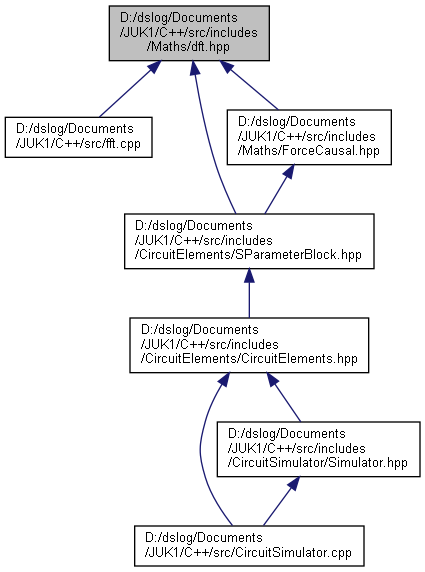 D:/dslog/Documents
/JUK1/C++/src/includes
/Maths/dft.hpp
D:/dslog/Documents
/JUK1/C++/src/fft.cpp
D:/dslog/Documents
/JUK1/C++/src/includes
/Maths/ForceCausal.hpp
D:/dslog/Documents
/JUK1/C++/src/includes
/CircuitElements/SParameterBlock.hpp
D:/dslog/Documents
/JUK1/C++/src/includes
/CircuitElements/CircuitElements.hpp
D:/dslog/Documents
/JUK1/C++/src/includes
/CircuitSimulator/Simulator.hpp
D:/dslog/Documents
/JUK1/C++/src/CircuitSimulator.cpp